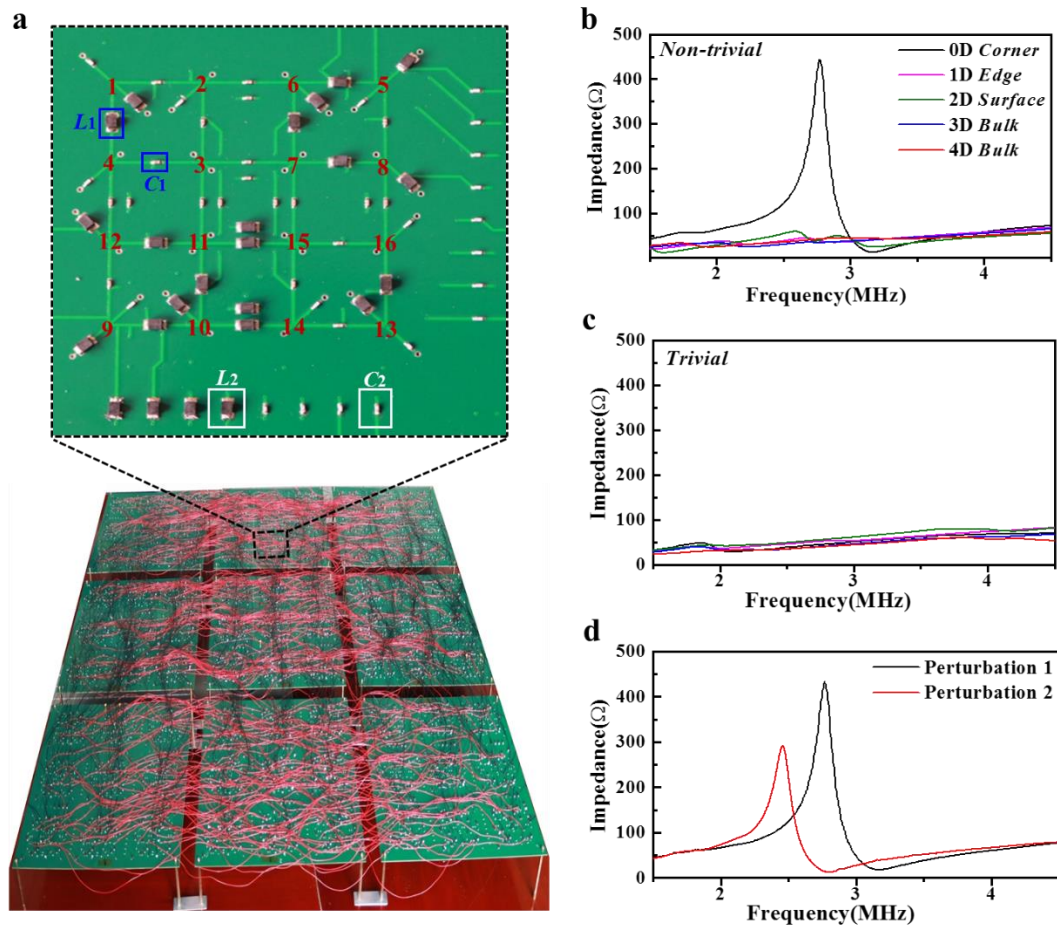 a
1 2 6 5
L1
4 3 7 8
C1
12 11 15 16
9 10 14 13
L2 C2
b
Non-trivial
0D Corner
1D Edge
2D Surface
3D Bulk
4D Bulk
Impedance(Ω)
500
400
300
200
100
2 3 4
Frequency(MHz)
c
Trivial
Impedance(Ω)
500
400
300
200
100
0
2 3 4
Frequency(MHz)
d
Perturbation 1
Perturbation 2
Impedance(Ω)
500
400
300
200
100
0
2 3 4
Frequency(MHz)